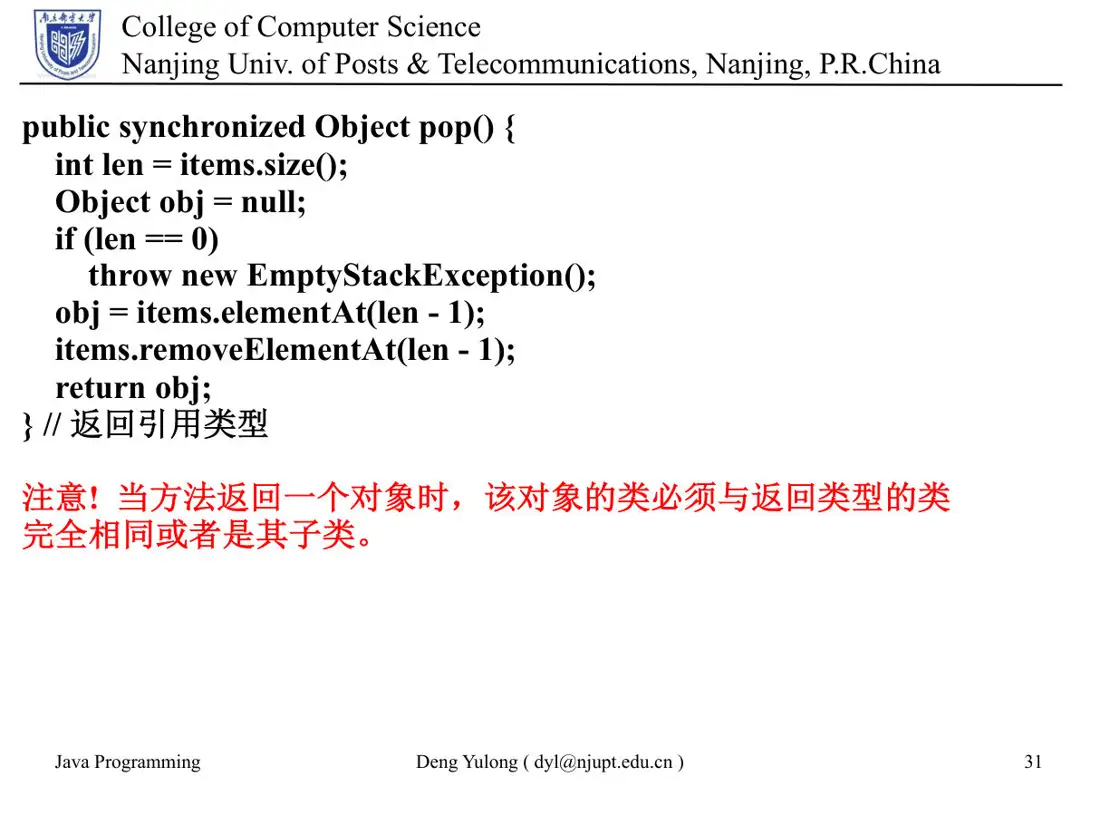 College of Computer Science
Nanjing Univ. of Posts & Telecommunications, Nanjing, P.R.China
public synchronized Object pop() {
int len = items.size();
Object obj = null;
if (len == 0)
throw new EmptyStackException();
obj = items.elementAt(len - 1);
items.removeElementAt(len - 1);
return obj;
} // 返回引用类型
注意! 当方法返回一个对象时，该对象的类必须与返回类型的类
完全相同或者是其子类。
Java Programming
Deng Yulong ( dyl@njupt.edu.cn )
31